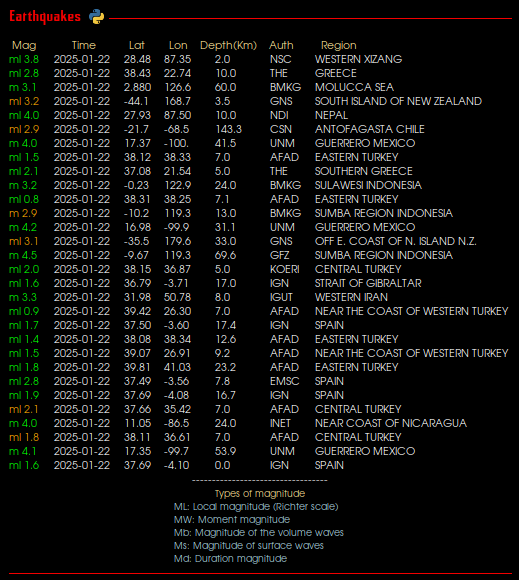 Earthquakes
Mag Time Lat Lon Depth(Km) Auth Region
ml 3.8 2025-01-22 28.48 87.35 2.0 NSC WESTERN XIZANG
ml 2.8 2025-01-22 38.43 22.74 10.0 THE GREECE
m 3.1 2025-01-22 2.880 126.6 60.0 BMKG MOLUCCA SEA
ml 3.2 2025-01-22 -44.1 168.7 3.5 GNS SOUTH ISLAND OF NEW ZEALAND
ml 4.0 2025-01-22 27.93 87.50 10.0 NDI NEPAL
ml 2.9 2025-01-22 -21.7 -68.5 143.3 CSN ANTOFAGASTA CHILE
m 4.0 2025-01-22 17.37 -100. 41.5 UNM GUERRERO MEXICO
ml 1.5 2025-01-22 38.12 38.33 7.0 AFAD EASTERN TURKEY
ml 2.1 2025-01-22 37.08 21.54 5.0 THE SOUTHERN GREECE
m 3.2 2025-01-22 -0.23 122.9 24.0 BMKG SULAWESI INDONESIA
ml 0.8 2025-01-22 38.31 38.25 7.1 AFAD EASTERN TURKEY
m 2.9 2025-01-22 -10.2 119.3 13.0 BMKG SUMBA REGION INDONESIA
m 4.2 2025-01-22 16.98 -99.9 31.1 UNM GUERRERO MEXICO
ml 3.1 2025-01-22 -35.5 179.6 33.0 GNS OFF E. COAST OF N. ISLAND N.Z.
m 4.5 2025-01-22 -9.67 119.3 69.6 GFZ SUMBA REGION INDONESIA
ml 2.0 2025-01-22 38.15 36.87 5.0 KOERI CENTRAL TURKEY
ml 1.6 2025-01-22 36.79 -3.71 17.0 IGN STRAIT OF GIBRALTAR
ml 3.3 2025-01-22 31.98 50.78 8.0 IGUT WESTERN IRAN
ml 0.9 2025-01-22 39.42 26.30 7.0 AFAD NEAR THE COAST OF WESTERN TURKEY
ml 1.7 2025-01-22 37.50 -3.60 17.4 IGN SPAIN
ml 1.4 2025-01-22 38.08 38.34 12.6 AFAD EASTERN TURKEY
ml 1.5 2025-01-22 39.07 26.91 9.2 AFAD NEAR THE COAST OF WESTERN TURKEY
ml 1.8 2025-01-22 39.81 41.03 23.2 AFAD EASTERN TURKEY
ml 2.8 2025-01-22 37.49 -3.56 7.8 EMSC SPAIN
ml 1.9 2025-01-22 37.69 -4.08 16.7 IGN SPAIN
ml 2.1 2025-01-22 37.66 35.42 7.0 AFAD CENTRAL TURKEY
m 4.0 2025-01-22 11.05 -86.5 24.0 INET NEAR COAST OF NICARAGUA
ml 1.8 2025-01-22 38.11 36.61 7.0 AFAD CENTRAL TURKEY
m 4.1 2025-01-22 17.35 -99.7 53.9 UNM GUERRERO MEXICO
ml 1.6 2025-01-22 37.69 -4.10 0.0 IGN SPAIN
----------------------------------
Types of magnitude
ML: Local magnitude (Richter scale)
MW: Moment magnitude
Mb: Magnitude of the volume waves
Ms: Magnitude of surface waves
Md: Duration magnitude